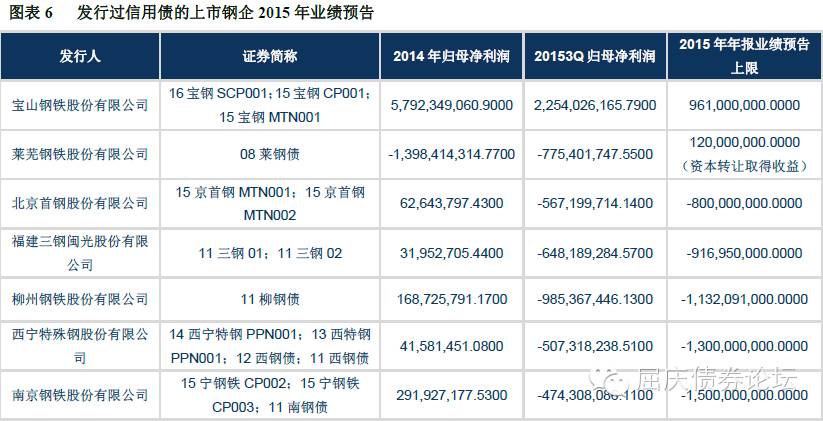 图表 6 发行过信用债的上市钢企 2015 年业绩预告
发行人 证券简称 2014 年归母净利润 20153Q 归母净利润 2015 年年报业绩预告
上限
宝山钢铁股份有限公司 16 宝钢 SCP001；15 宝钢 CP001； 5,792,349,060.9000 2,254,026,165.7900 961,000,000.0000
15 宝钢 MTN001
莱芜钢铁股份有限公司 08 莱钢债 -1,398,414,314.7700 -775,401,747.5500 120,000,000.0000
（资本转让取得收益）
北京首钢股份有限公司 15 京首钢 MTN001；15 京首钢 62,643,797.4300 -567,199,714.1400 -800,000,000.0000
MTN002
福建三钢闽光股份有限 11 三钢 01；11 三钢 02 31,952,705.4400 -648,189,284.5700 -916,950,000.0000
公司
柳州钢铁股份有限公司 11 柳钢债 168,725,791.1700 -985,367,446.1300 -1,132,091,000.0000
西宁特殊钢股份有限公 14 西宁特钢 PPN001；13 西特钢 41,581,451.0800 -507,318,238.5100 -1,300,000,000.0000
司 PPN001；12 西钢债；11 西钢债
南京钢铁股份有限公司 15 宁钢铁 CP002；15 宁钢铁 291,927,177.5300 -474,308,086.1100 -1,500,000,000.0000
CP003；11 南钢债
屈庆债券论坛